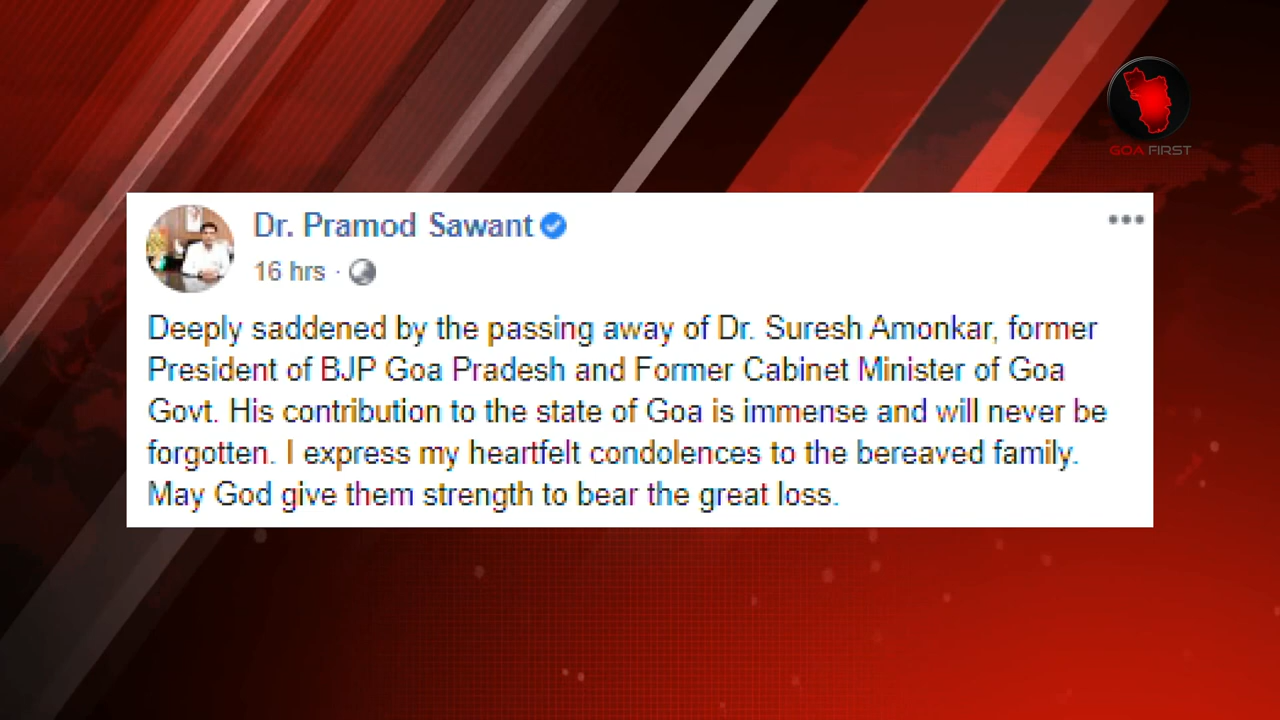 GOA FIRST
Dr. Pramod Sawant
16 hrs ·
Deeply saddened by the passing away of Dr. Suresh Amonkar, former
President of BJP Goa Pradesh and Former Cabinet Minister of Goa
Govt. His contribution to the state of Goa is immense and will never be
forgotten. I express my heartfelt condolences to the bereaved family.
May God give them strength to bear the great loss.